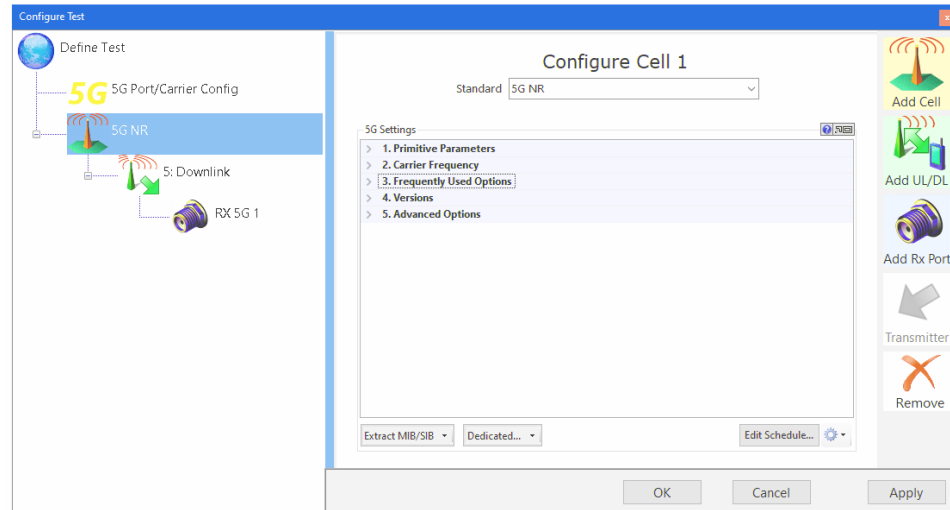 Configure Test
x
Define Test
5G 5G Port/Carrier Config
5G NR
5: Downlink
RX 5G 1
Configure Cell 1
Standard 5G NR
5G Settings
?
> 1. Primitive Parameters
> 2. Carrier Frequency
> 3. Frequently Used Options
> 4. Versions
> 5. Advanced Options
Extract MIB/SIB
Dedicated...
Edit Schedule...
OK
Cancel
Apply
Add Cell
Add UL/DL
Add Rx Port
Transmitter
Remove